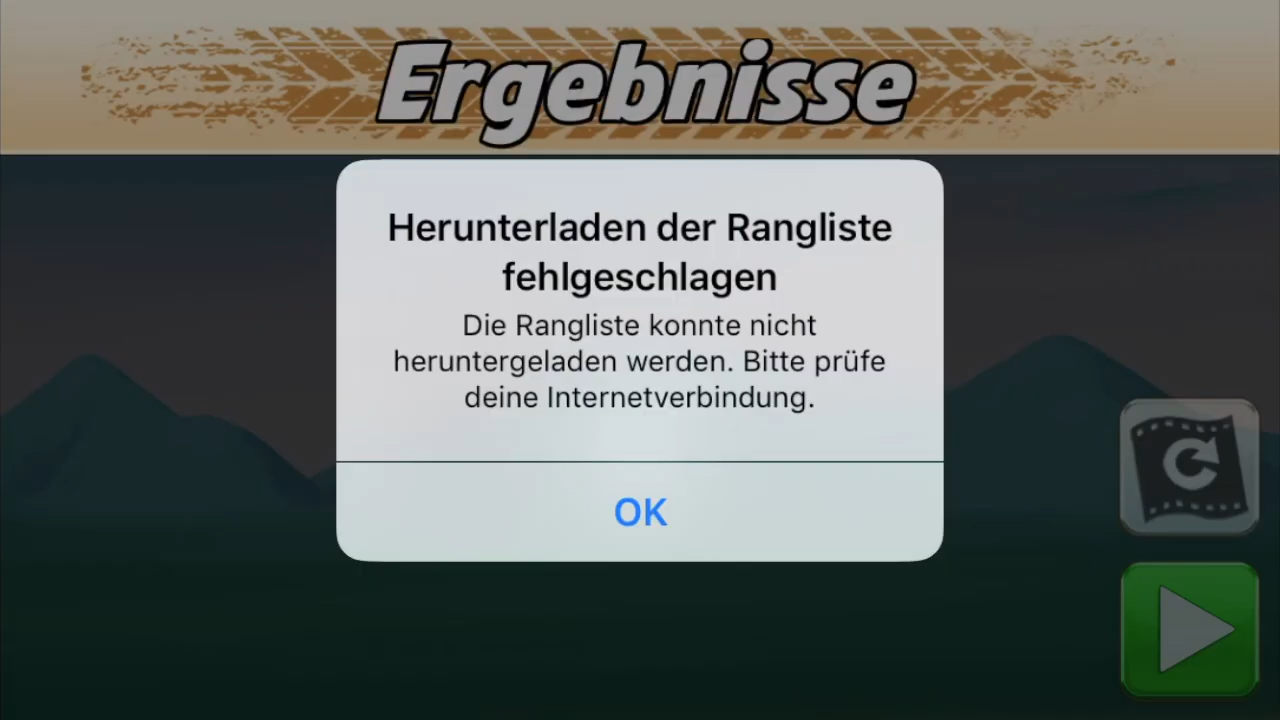 Ergebnisse
Herunterladen der Rangliste
fehlgeschlagen
Die Rangliste konnte nicht
heruntergeladen werden. Bitte prüfe
deine Internetverbindung.
OK